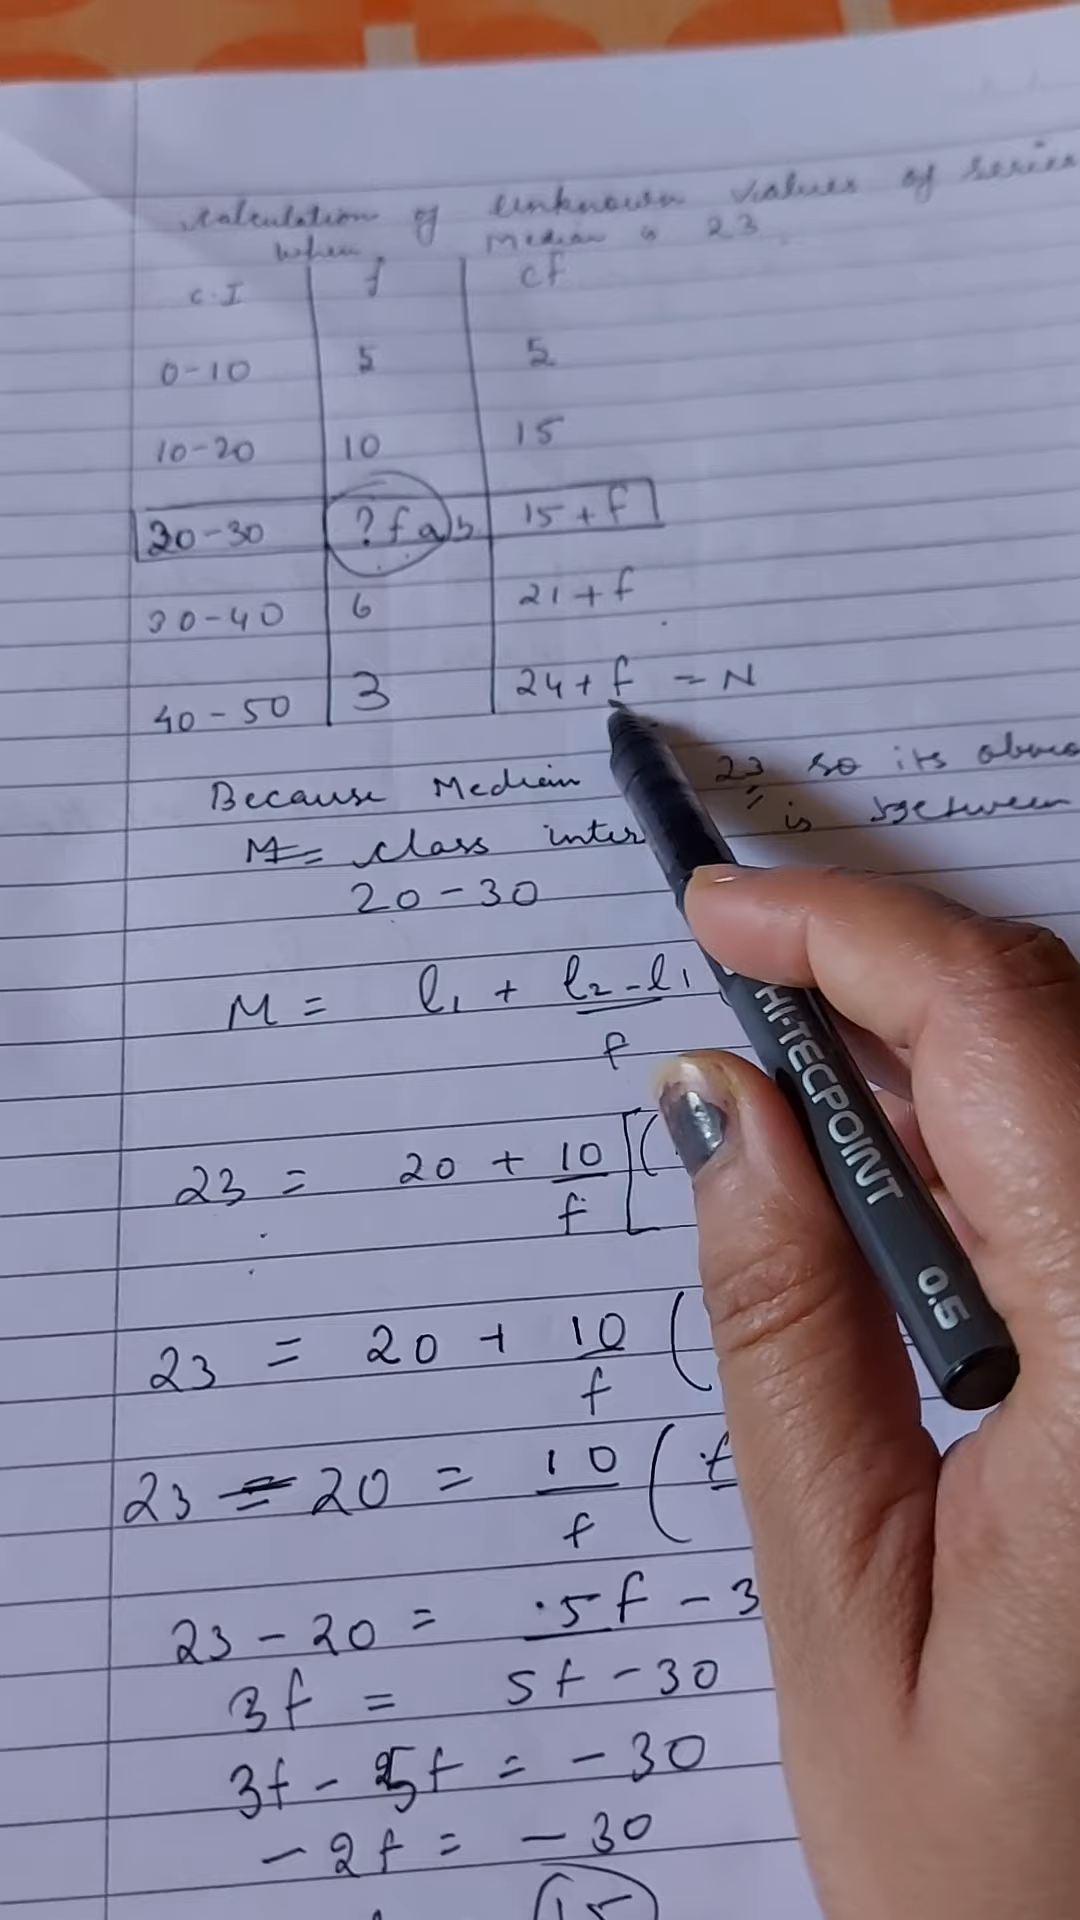 Calculation of unknown values of series
when Median is 23
C.I f cf
0-10 5 5
10-20 10 15
20-30 ? f a b 15 + f
30-40 6 21 + f
40-50 3 24 + f = N
Because Median 23 so its
M = class is between
20-30
M = l1 + l2 - l1
f
23 = 20 + 10 [(
f
23 = 20 + 10 (
f
23 - 20 = 10 ( f
f
23 - 20 = .5f - 3
3f = 5f - 30
3f - 5f = - 30
- 2f = - 30
15
HI-TECPOINT 0.5